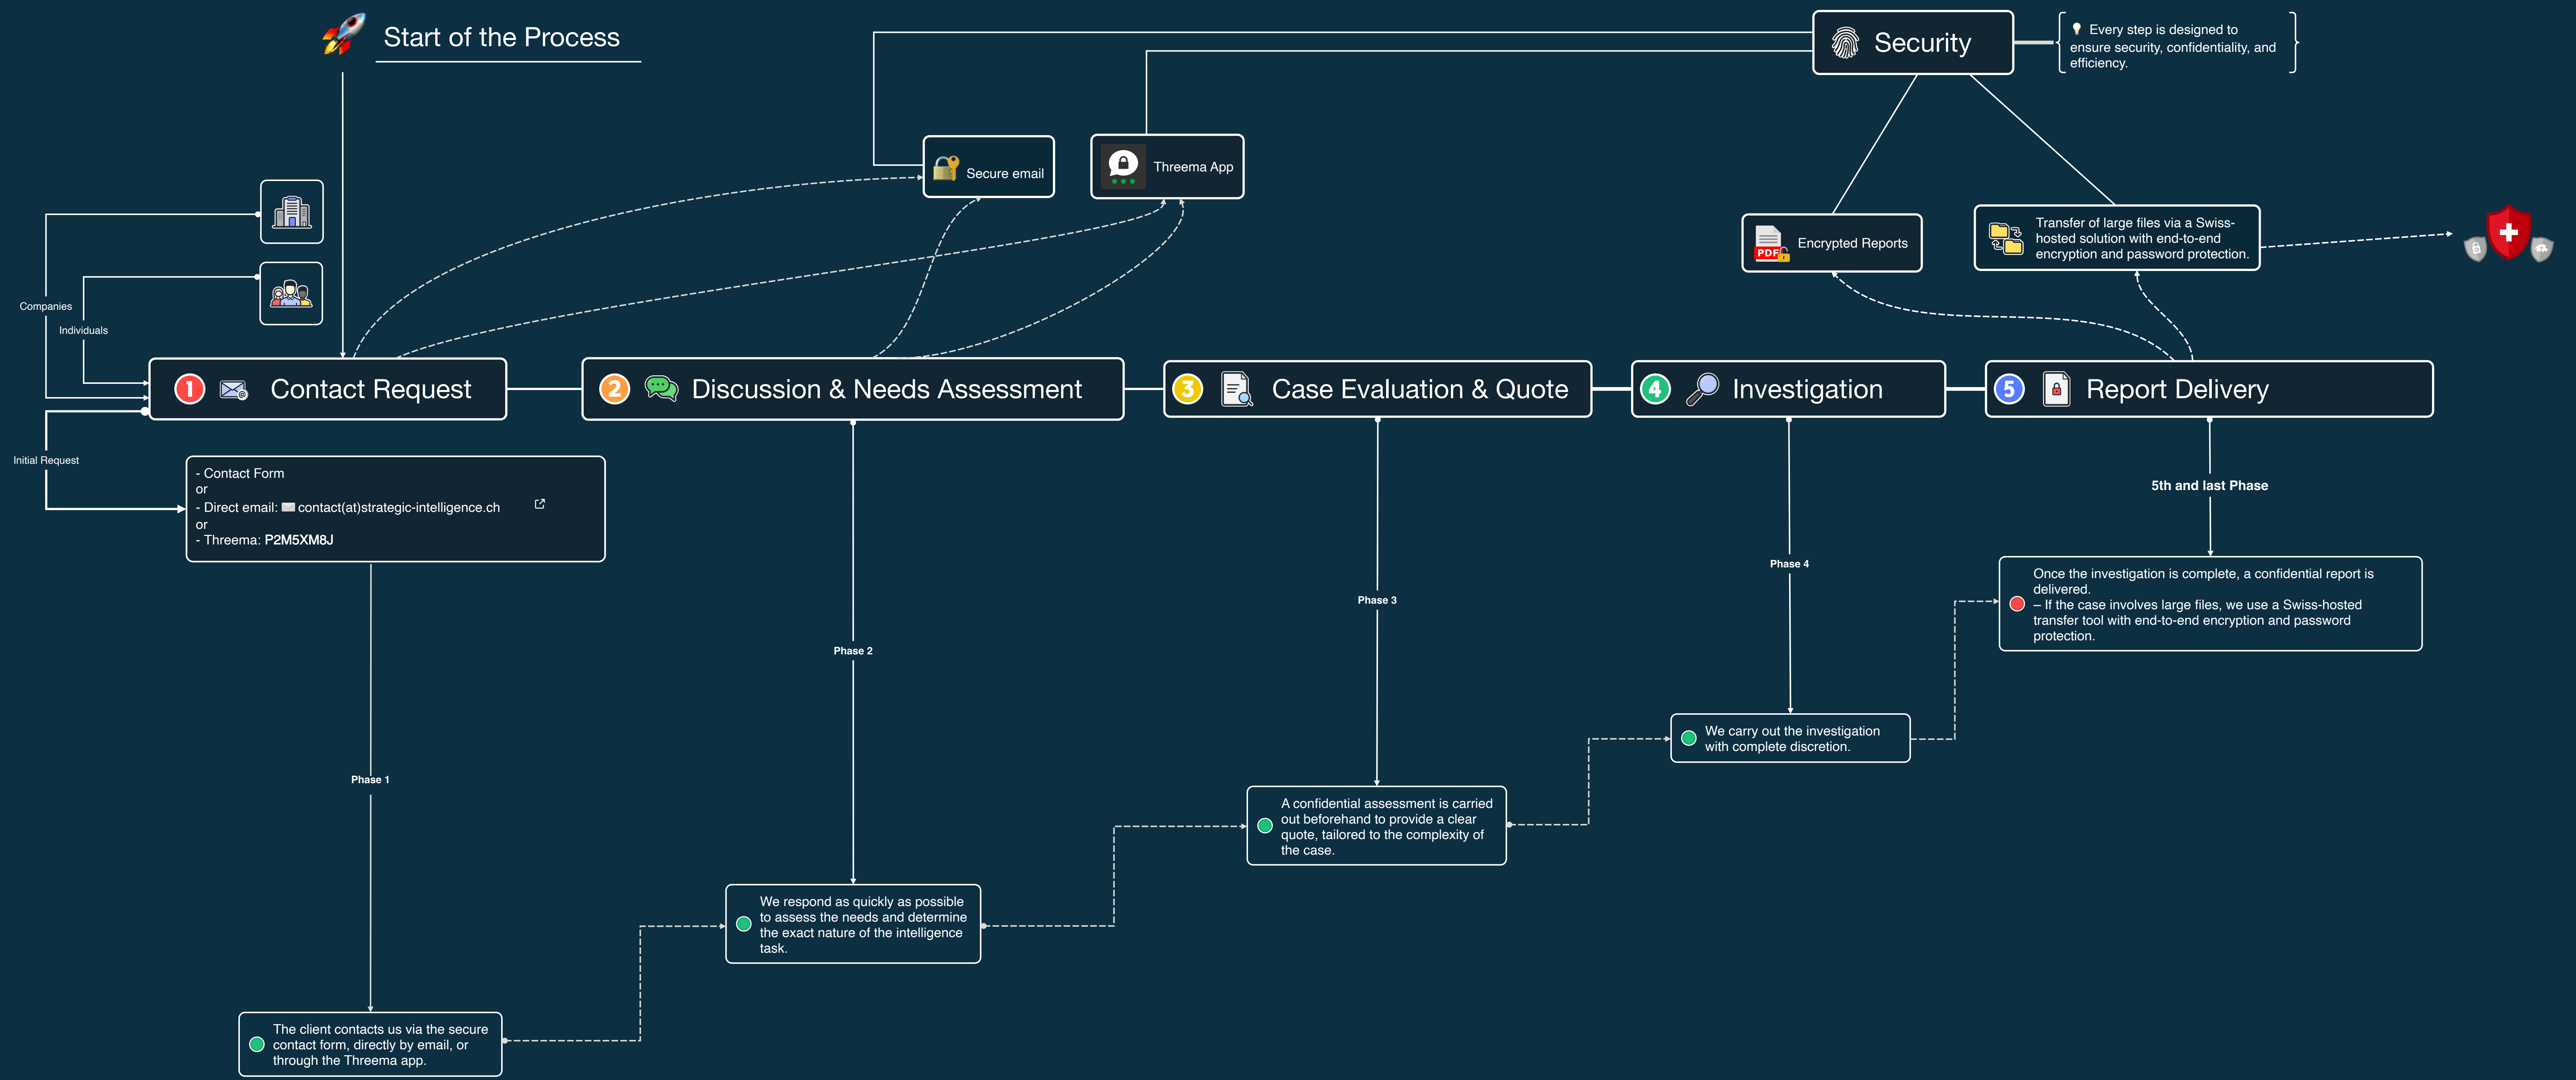 Start of the Process
Security
💡 Every step is designed to
ensure security, confidentiality, and
efficiency.
Secure email
Threema App
PDF
Encrypted Reports
Transfer of large files via a Swiss-
hosted solution with end-to-end
encryption and password protection.
Companies
Individuals
1 Contact Request
2 Discussion & Needs Assessment
3 Case Evaluation & Quote
4 Investigation
5 Report Delivery
Initial Request
- Contact Form
or
- Direct email: ✉ contact(at)strategic-intelligence.ch
or
- Threema: P2M5XM8J
5th and last Phase
Phase 4
Phase 3
Phase 2
Phase 1
Once the investigation is complete, a confidential report is
delivered.
– If the case involves large files, we use a Swiss-hosted
transfer tool with end-to-end encryption and password
protection.
We carry out the investigation
with complete discretion.
A confidential assessment is carried
out beforehand to provide a clear
quote, tailored to the complexity of
the case.
We respond as quickly as possible
to assess the needs and determine
the exact nature of the intelligence
task.
The client contacts us via the secure
contact form, directly by email, or
through the Threema app.